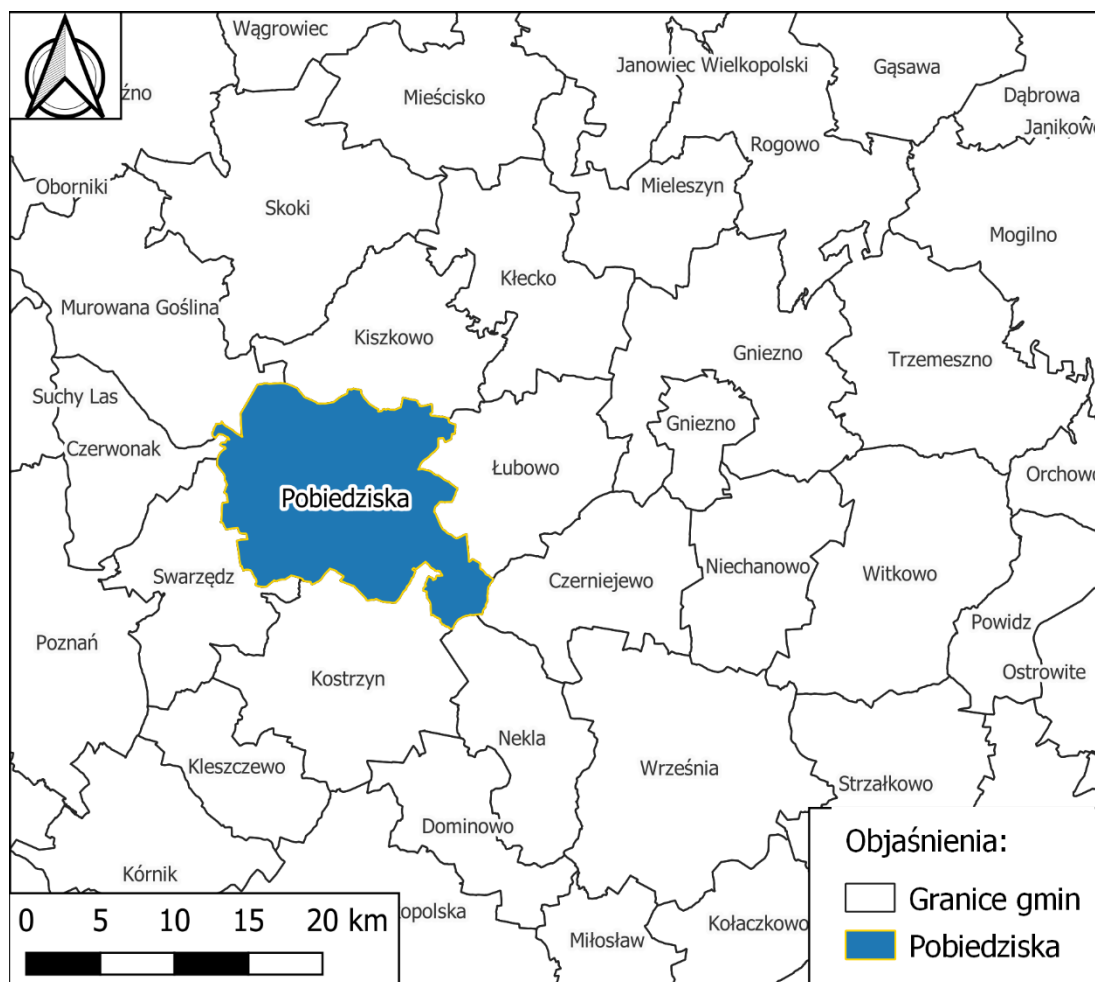 Wągrowiec
Janowiec Wielkopolski
Gąsawa
źno
Mieścisko
Dąbrowa
Janikowo
Rogowo
Oborniki
Mieleszyn
Skoki
Mogilno
Kłecko
Murowana Goślina
Kiszkowo
Gniezno
Trzemeszno
Suchy Las
Gniezno
Czerwonak
Łubowo
Orchowo
Pobiedziska
Swarzędz
Czerniejewo
Niechanowo
Witkowo
Powidz
Poznań
Ostrowite
Kostrzyn
Nekla
Kleszczewo
Września
Strzałkowo
Dominowo
Kórnik
opolska
Kołaczkowo
Miłosław
Objaśnienia:
Granice gmin
Pobiedziska
0 5 10 15 20 km